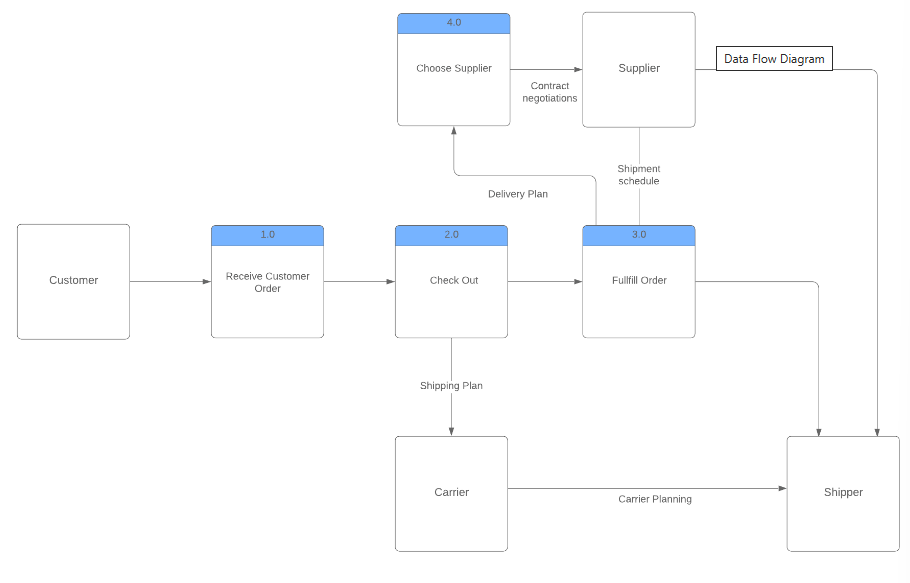 4.0
Choose Supplier
Supplier
Data Flow Diagram
Contract
negotiations
Shipment
schedule
Delivery Plan
Customer
1.0
Receive Customer
Order
2.0
Check Out
3.0
Fullfill Order
Shipping Plan
Carrier
Carrier Planning
Shipper